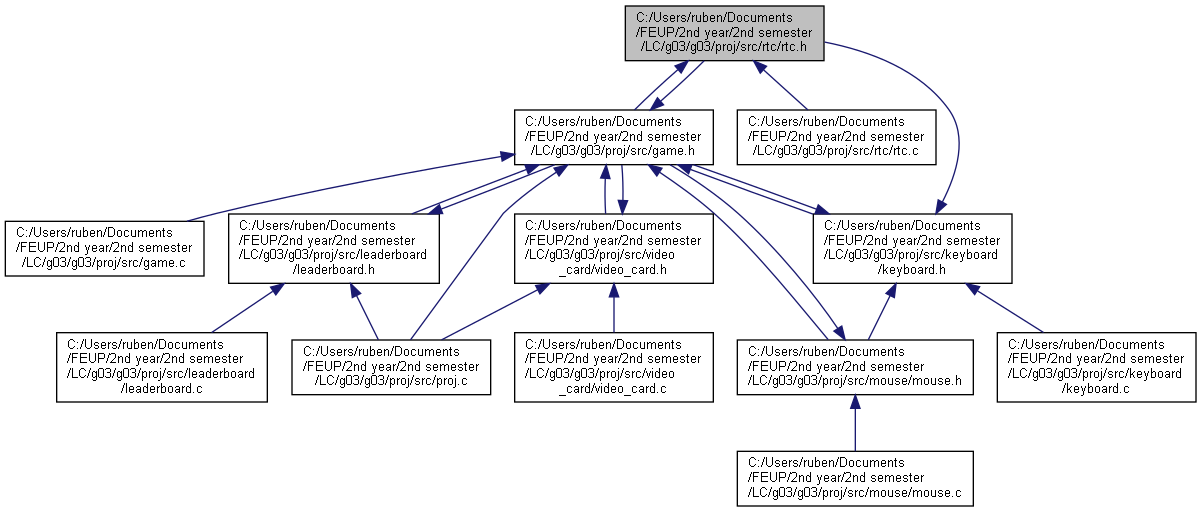 C:/Users/ruben/Documents
/FEUP/2nd year/2nd semester
/LC/g03/g03/proj/src/rtc/rtc.h
C:/Users/ruben/Documents
/FEUP/2nd year/2nd semester
/LC/g03/g03/proj/src/game.h
C:/Users/ruben/Documents
/FEUP/2nd year/2nd semester
/LC/g03/g03/proj/src/rtc/rtc.c
C:/Users/ruben/Documents
/FEUP/2nd year/2nd semester
/LC/g03/g03/proj/src/game.c
C:/Users/ruben/Documents
/FEUP/2nd year/2nd semester
/LC/g03/g03/proj/src/leaderboard
/leaderboard.h
C:/Users/ruben/Documents
/FEUP/2nd year/2nd semester
/LC/g03/g03/proj/src/video
_card/video_card.h
C:/Users/ruben/Documents
/FEUP/2nd year/2nd semester
/LC/g03/g03/proj/src/keyboard
/keyboard.h
C:/Users/ruben/Documents
/FEUP/2nd year/2nd semester
/LC/g03/g03/proj/src/leaderboard
/leaderboard.c
C:/Users/ruben/Documents
/FEUP/2nd year/2nd semester
/LC/g03/g03/proj/src/proj.c
C:/Users/ruben/Documents
/FEUP/2nd year/2nd semester
/LC/g03/g03/proj/src/video
_card/video_card.c
C:/Users/ruben/Documents
/FEUP/2nd year/2nd semester
/LC/g03/g03/proj/src/mouse/mouse.h
C:/Users/ruben/Documents
/FEUP/2nd year/2nd semester
/LC/g03/g03/proj/src/keyboard
/keyboard.c
C:/Users/ruben/Documents
/FEUP/2nd year/2nd semester
/LC/g03/g03/proj/src/mouse/mouse.c